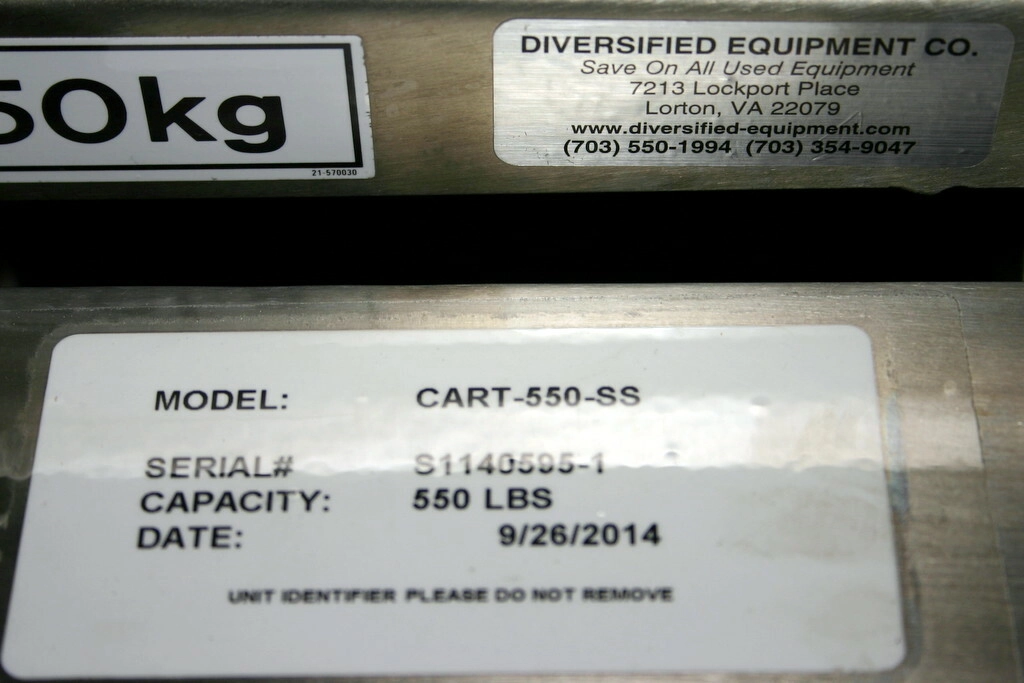 50kg
21-570030
DIVERSIFIED EQUIPMENT CO.
Save On All Used Equipment
7213 Lockport Place
Lorton, VA 22079
www.diversified-equipment.com
(703) 550-1994 (703) 354-9047
MODEL: CART-550-SS
SERIAL# S1140595-1
CAPACITY: 550 LBS
DATE: 9/26/2014
UNIT IDENTIFIER PLEASE DO NOT REMOVE